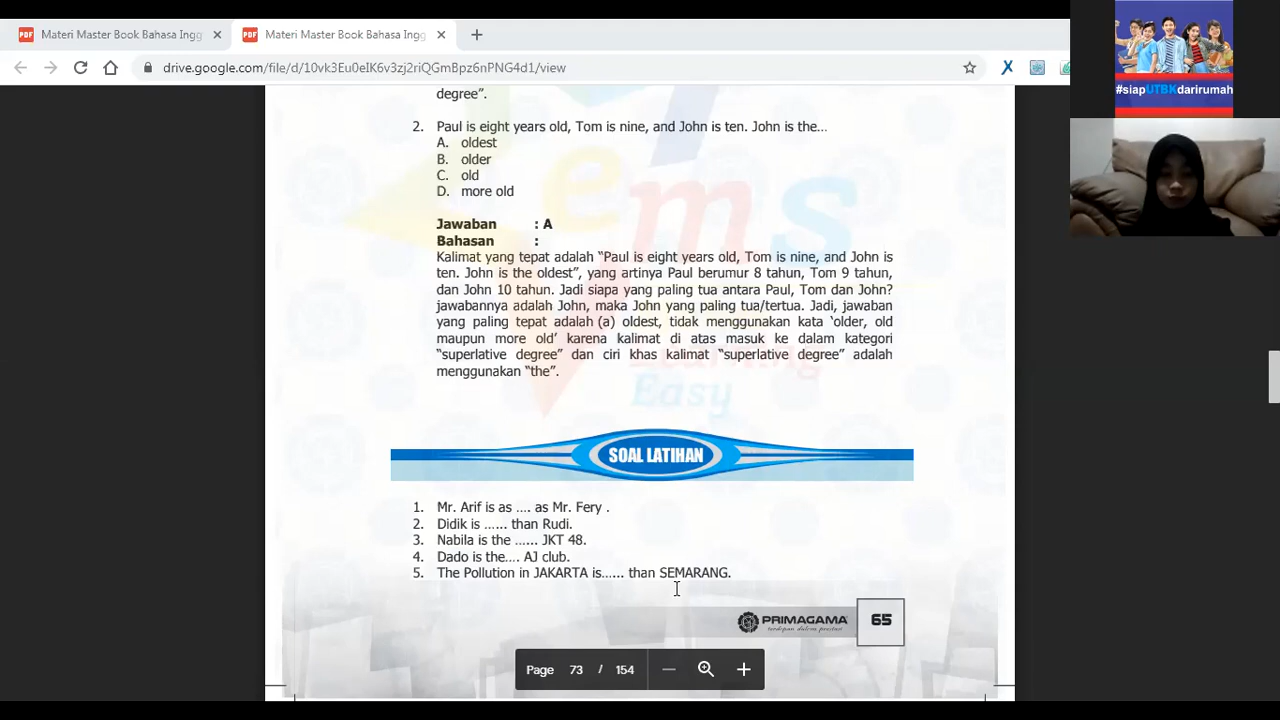 Materi Master Book Bahasa Ingg
Materi Master Book Bahasa Ingg
drive.google.com/file/d/10vk3Eu0eIK6v3zj2riQGmBpz6nPNG4d1/view
#siapUTBKdarirumah
degree".
2. Paul is eight years old, Tom is nine, and John is ten. John is the...
A. oldest
B. older
C. old
D. more old
Jawaban : A
Bahasan :
Kalimat yang tepat adalah "Paul is eight years old, Tom is nine, and John is
ten. John is the oldest", yang artinya Paul berumur 8 tahun, Tom 9 tahun,
dan John 10 tahun. Jadi siapa yang paling tua antara Paul, Tom dan John?
jawabannya adalah John, maka John yang paling tua/tertua. Jadi, jawaban
yang paling tepat adalah (a) oldest, tidak menggunakan kata 'older, old
maupun more old' karena kalimat di atas masuk ke dalam kategori
"superlative degree" dan ciri khas kalimat "superlative degree" adalah
menggunakan "the".
ems
Learning
Easy
SOAL LATIHAN
1. Mr. Arif is as .... as Mr. Fery .
2. Didik is ...... than Rudi.
3. Nabila is the ...... JKT 48.
4. Dado is the.... AJ club.
5. The Pollution in JAKARTA is...... than SEMARANG.
PRIMAGAMA
terdepan dalam prestasi
65
Page 73 / 154